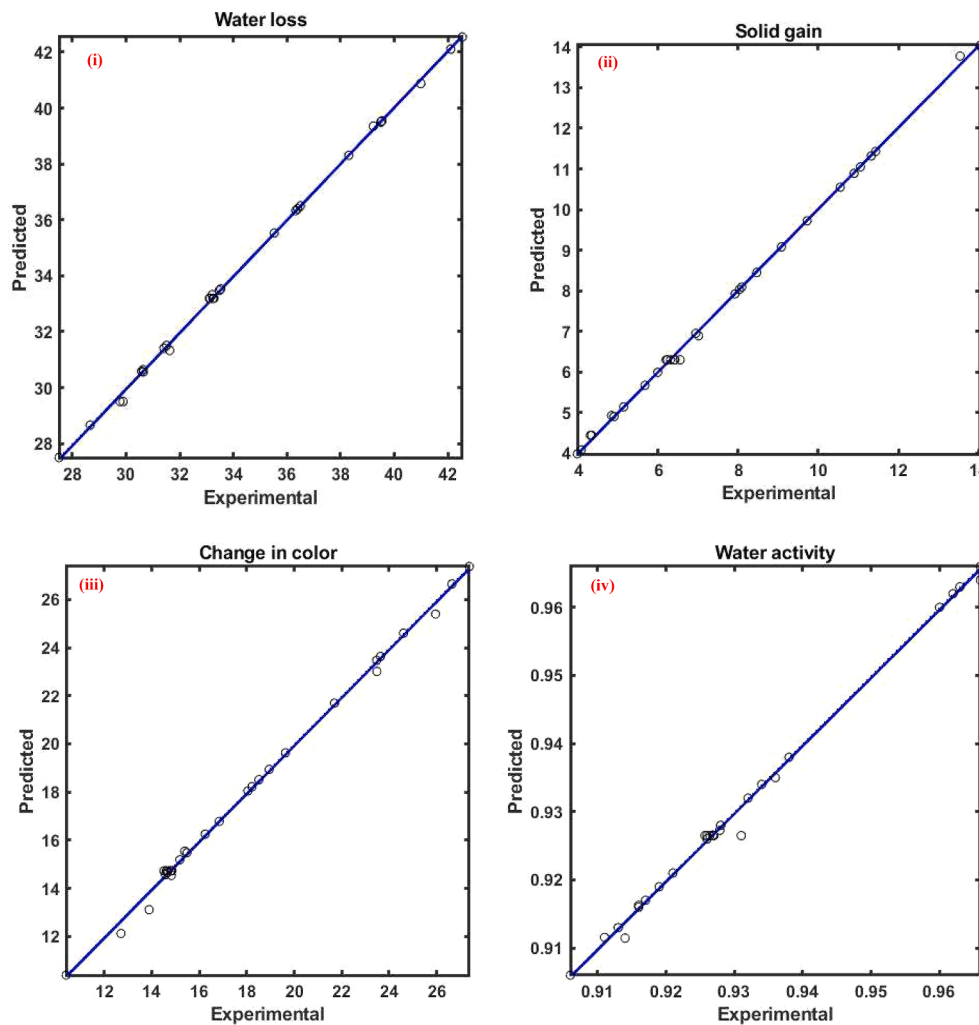 Water loss
(i)
42
40
38
36
34
32
30
28
Predicted
28 30 32 34 36 38 40 42
Experimental
Solid gain
(ii)
14
13
12
11
10
9
8
7
6
5
4
Predicted
4 6 8 10 12 14
Experimental
Change in color
(iii)
26
24
22
20
18
16
14
12
Predicted
12 14 16 18 20 22 24 26
Experimental
Water activity
(iv)
0.96
0.95
0.94
0.93
0.92
0.91
Predicted
0.91 0.92 0.93 0.94 0.95 0.96
Experimental